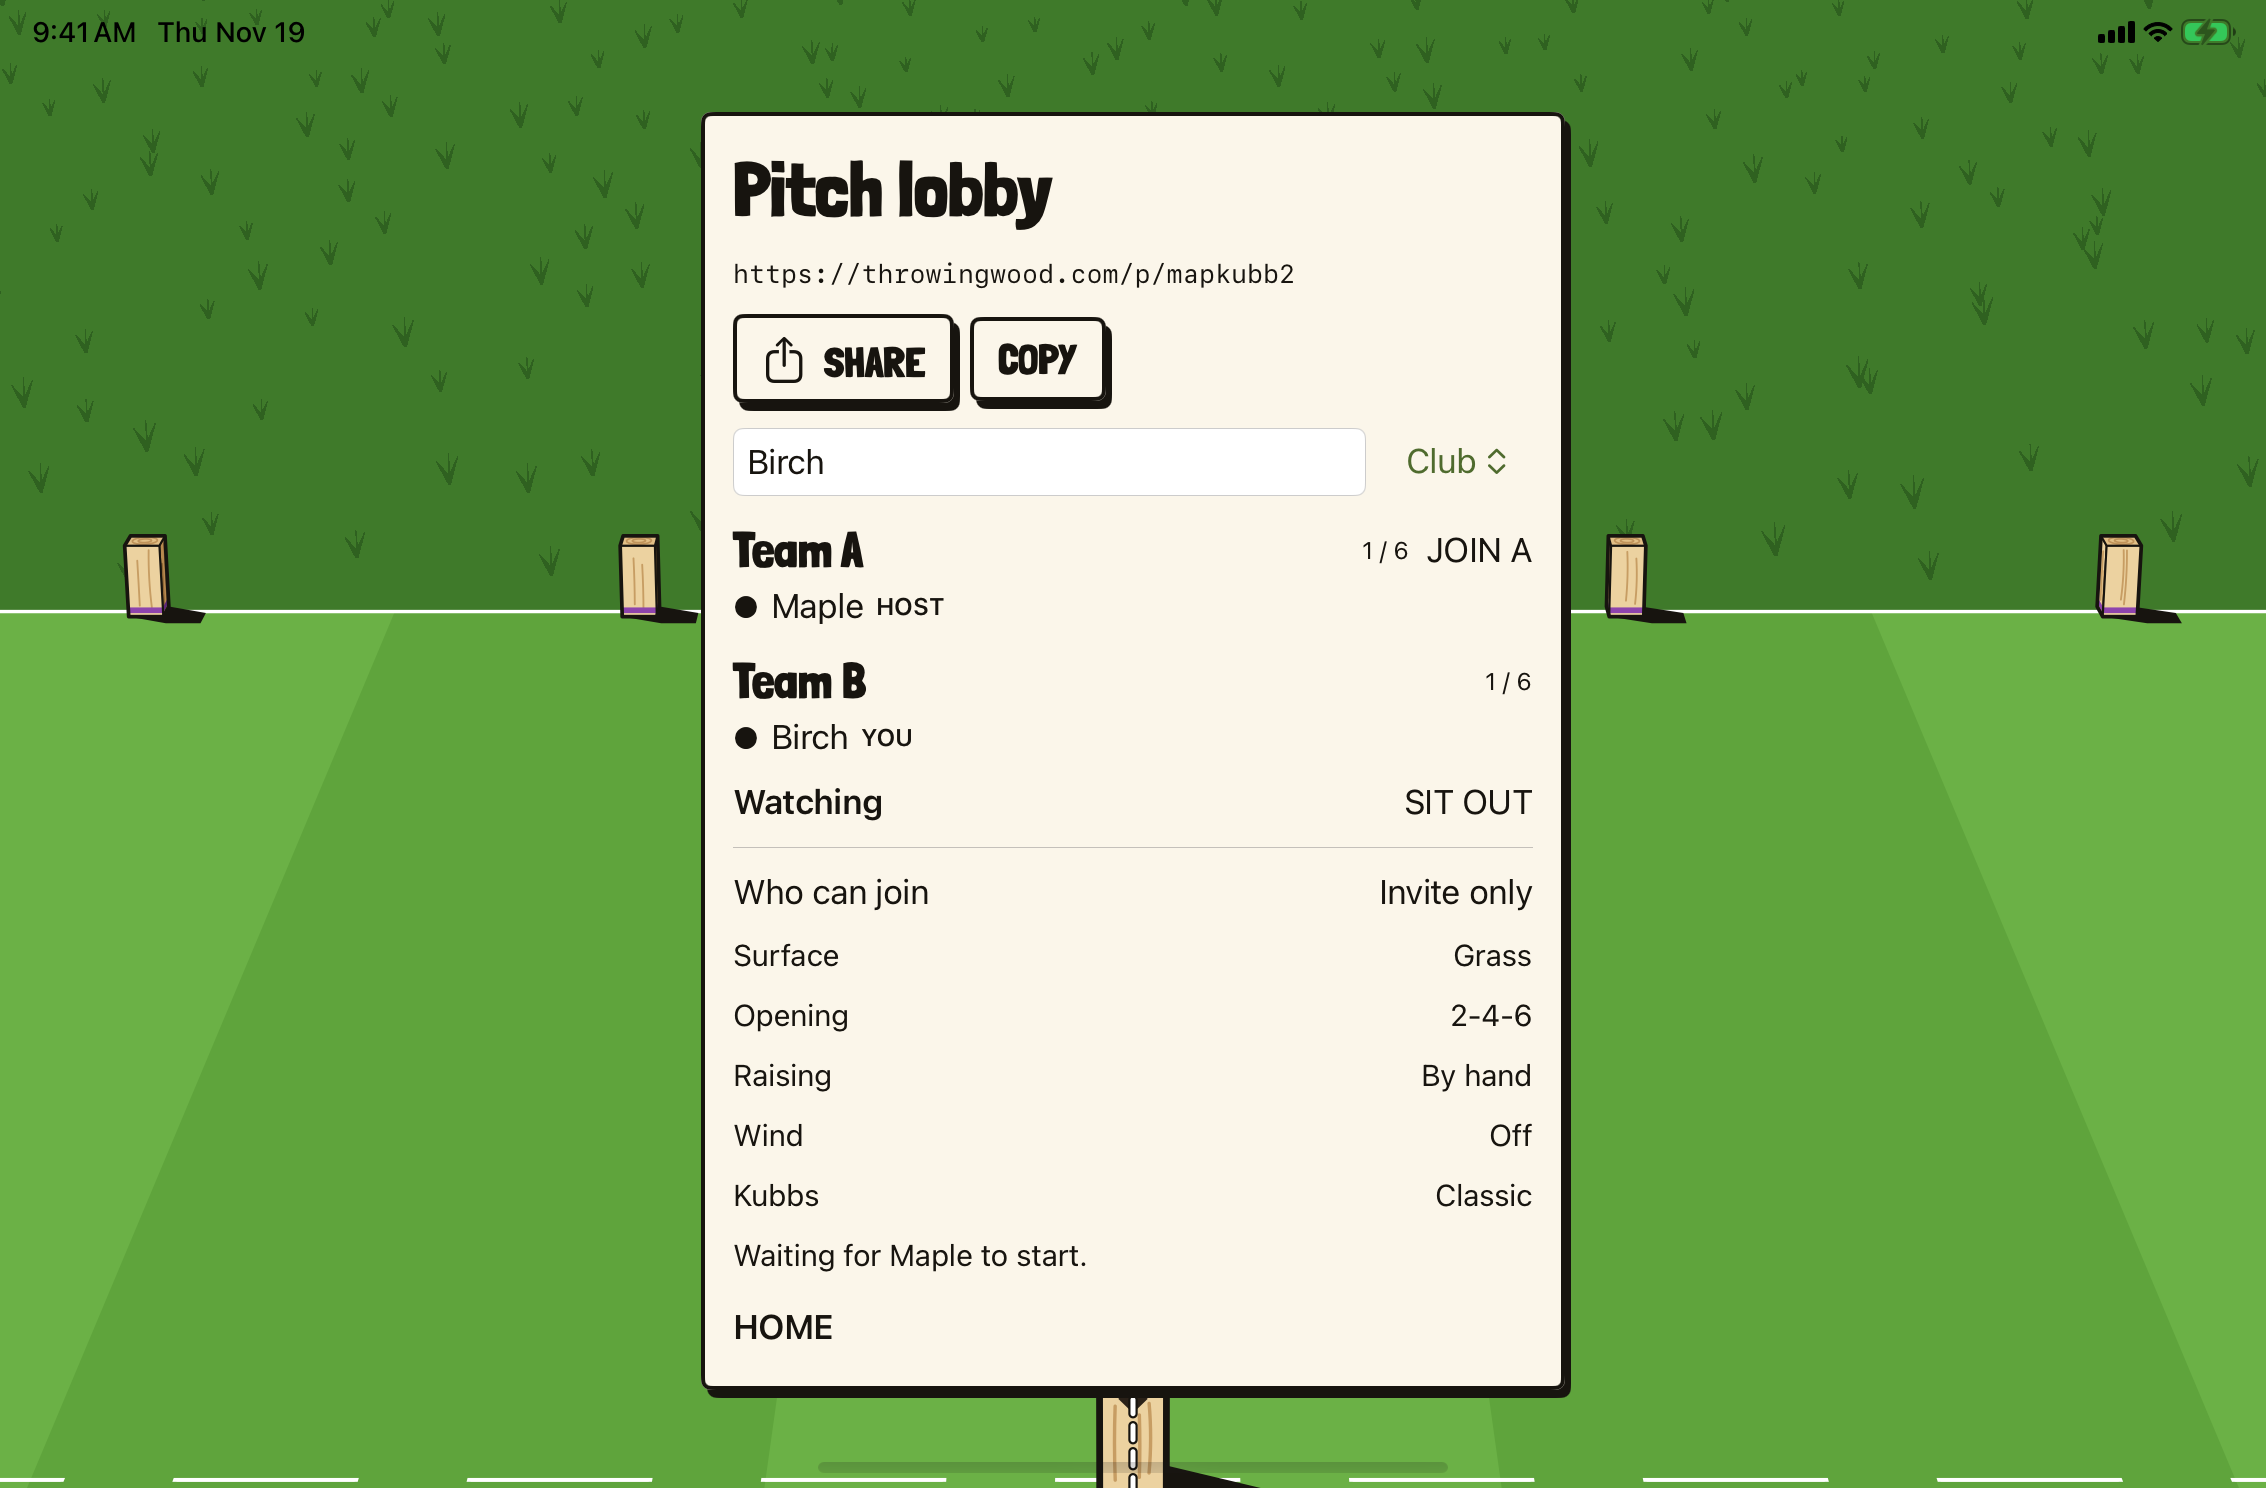 9:41 AM Thu Nov 19
Pitch lobby
https://throwingwood.com/p/mapkubb2
SHARE COPY
Birch Club
Team A 1 / 6 JOIN A
Maple HOST
Team B 1 / 6
Birch YOU
Watching SIT OUT
Who can join Invite only
Surface Grass
Opening 2-4-6
Raising By hand
Wind Off
Kubbs Classic
Waiting for Maple to start.
HOME